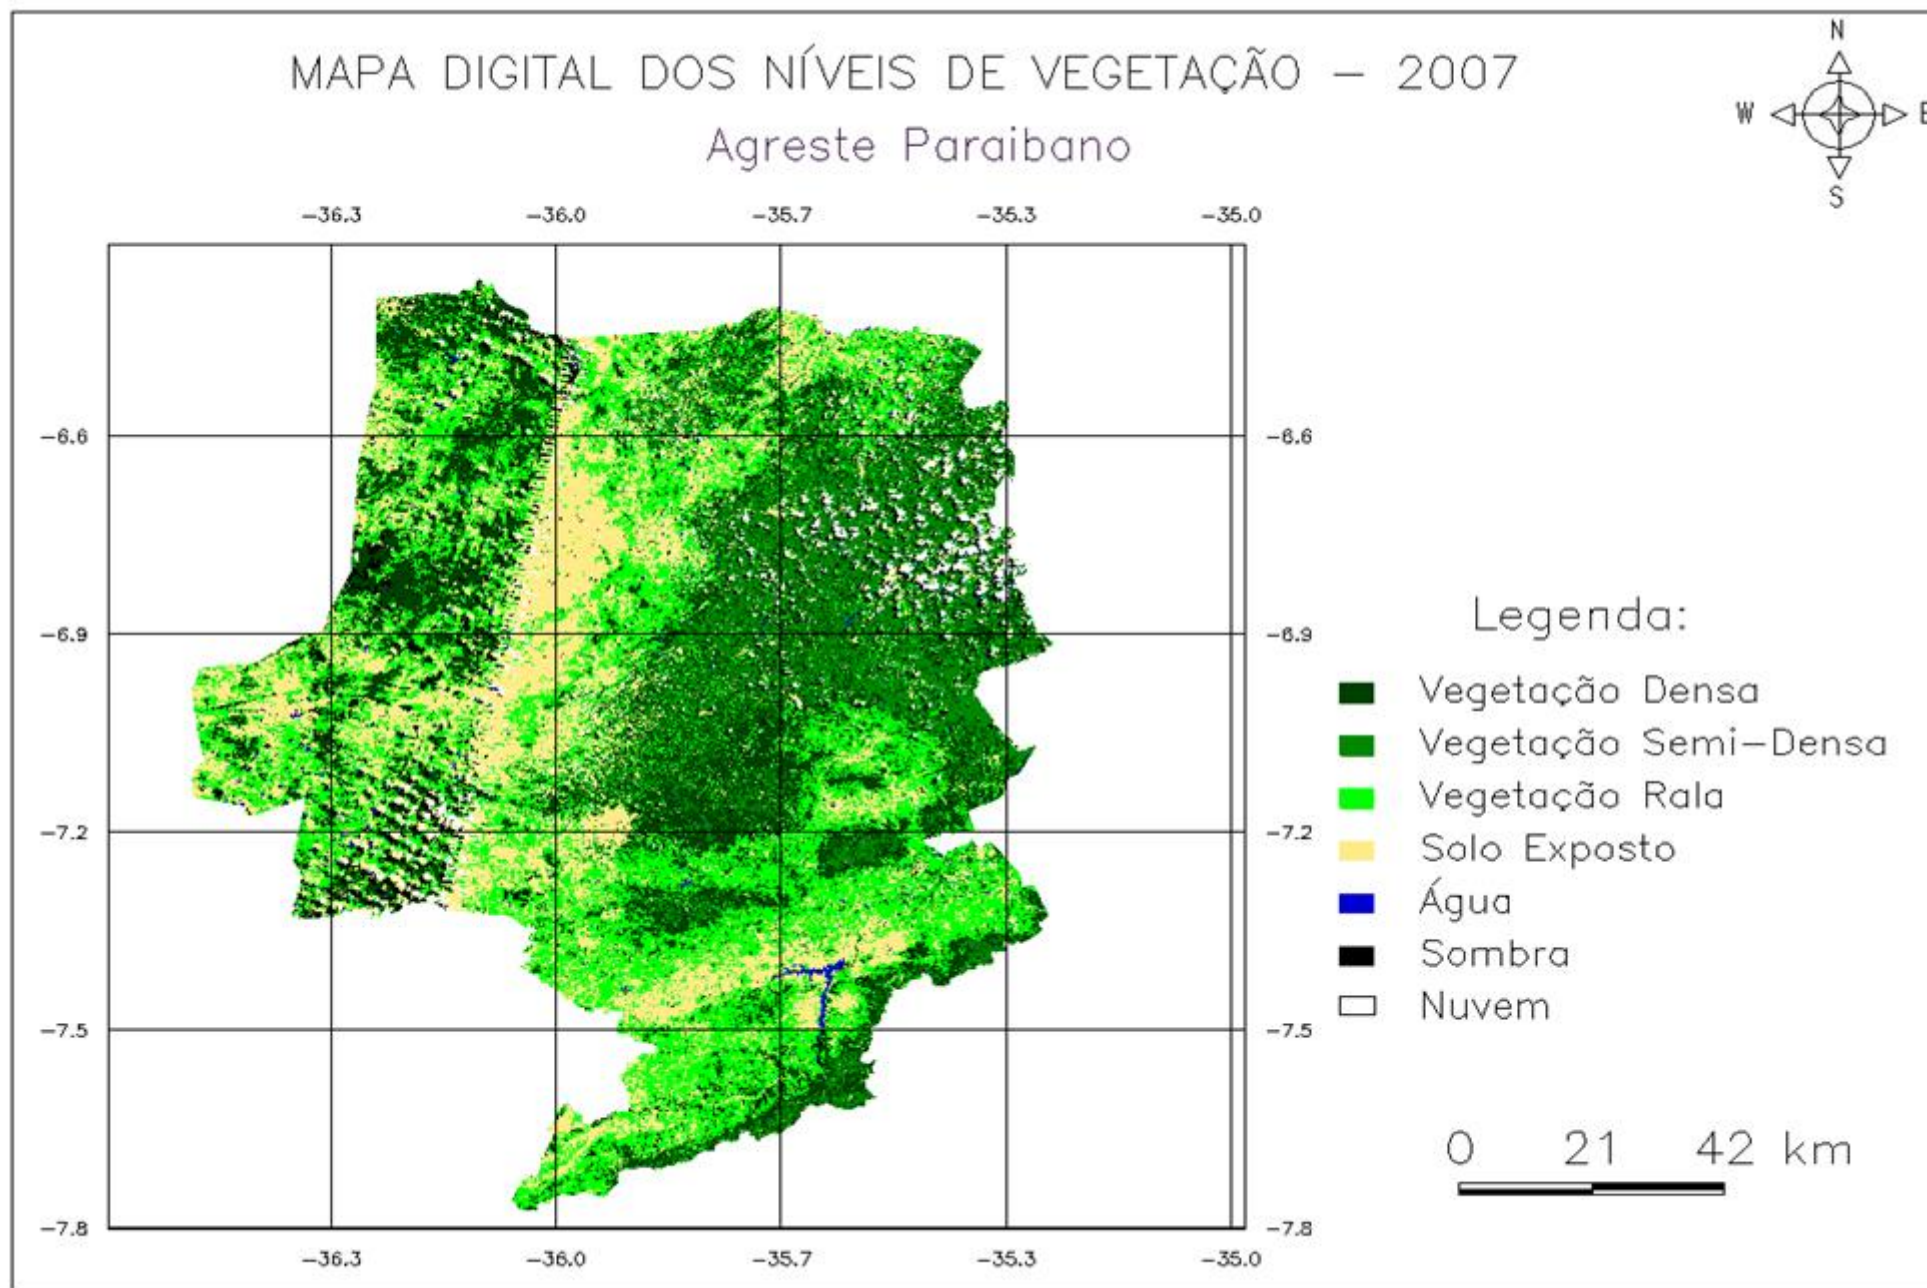 MAPA DIGITAL DOS NÍVEIS DE VEGETAÇÃO – 2007
Agreste Paraibano
N
W E
S
-36.3 -36.0 -35.7 -35.3 -35.0
-6.6 -6.6
-6.9 -6.9
-7.2 -7.2
-7.5 -7.5
-7.8 -7.8
-36.3 -36.0 -35.7 -35.3 -35.0
Legenda:
Vegetação Densa
Vegetação Semi-Densa
Vegetação Rala
Solo Exposto
Água
Sombra
Nuvem
0 21 42 km